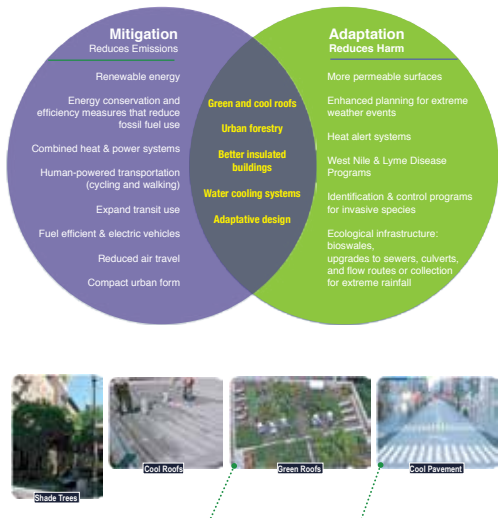 Mitigation
Reduces Emissions
Renewable energy
Energy conservation and
efficiency measures that reduce
fossil fuel use
Combined heat & power systems
Human-powered transportation
(cycling and walking)
Expand transit use
Fuel efficient & electric vehicles
Reduced air travel
Compact urban form
Green and cool roofs
Urban forestry
Better insulated
buildings
Water cooling systems
Adaptative design
Adaptation
Reduces Harm
More permeable surfaces
Enhanced planning for extreme
weather events
Heat alert systems
West Nile & Lyme Disease
Programs
Identification & control programs
for invasive species
Ecological infrastructure:
bioswales,
upgrades to sewers, culverts,
and flow routes or collection
for extreme rainfall
Shade Trees
Cool Roofs
Green Roofs
Cool Pavement